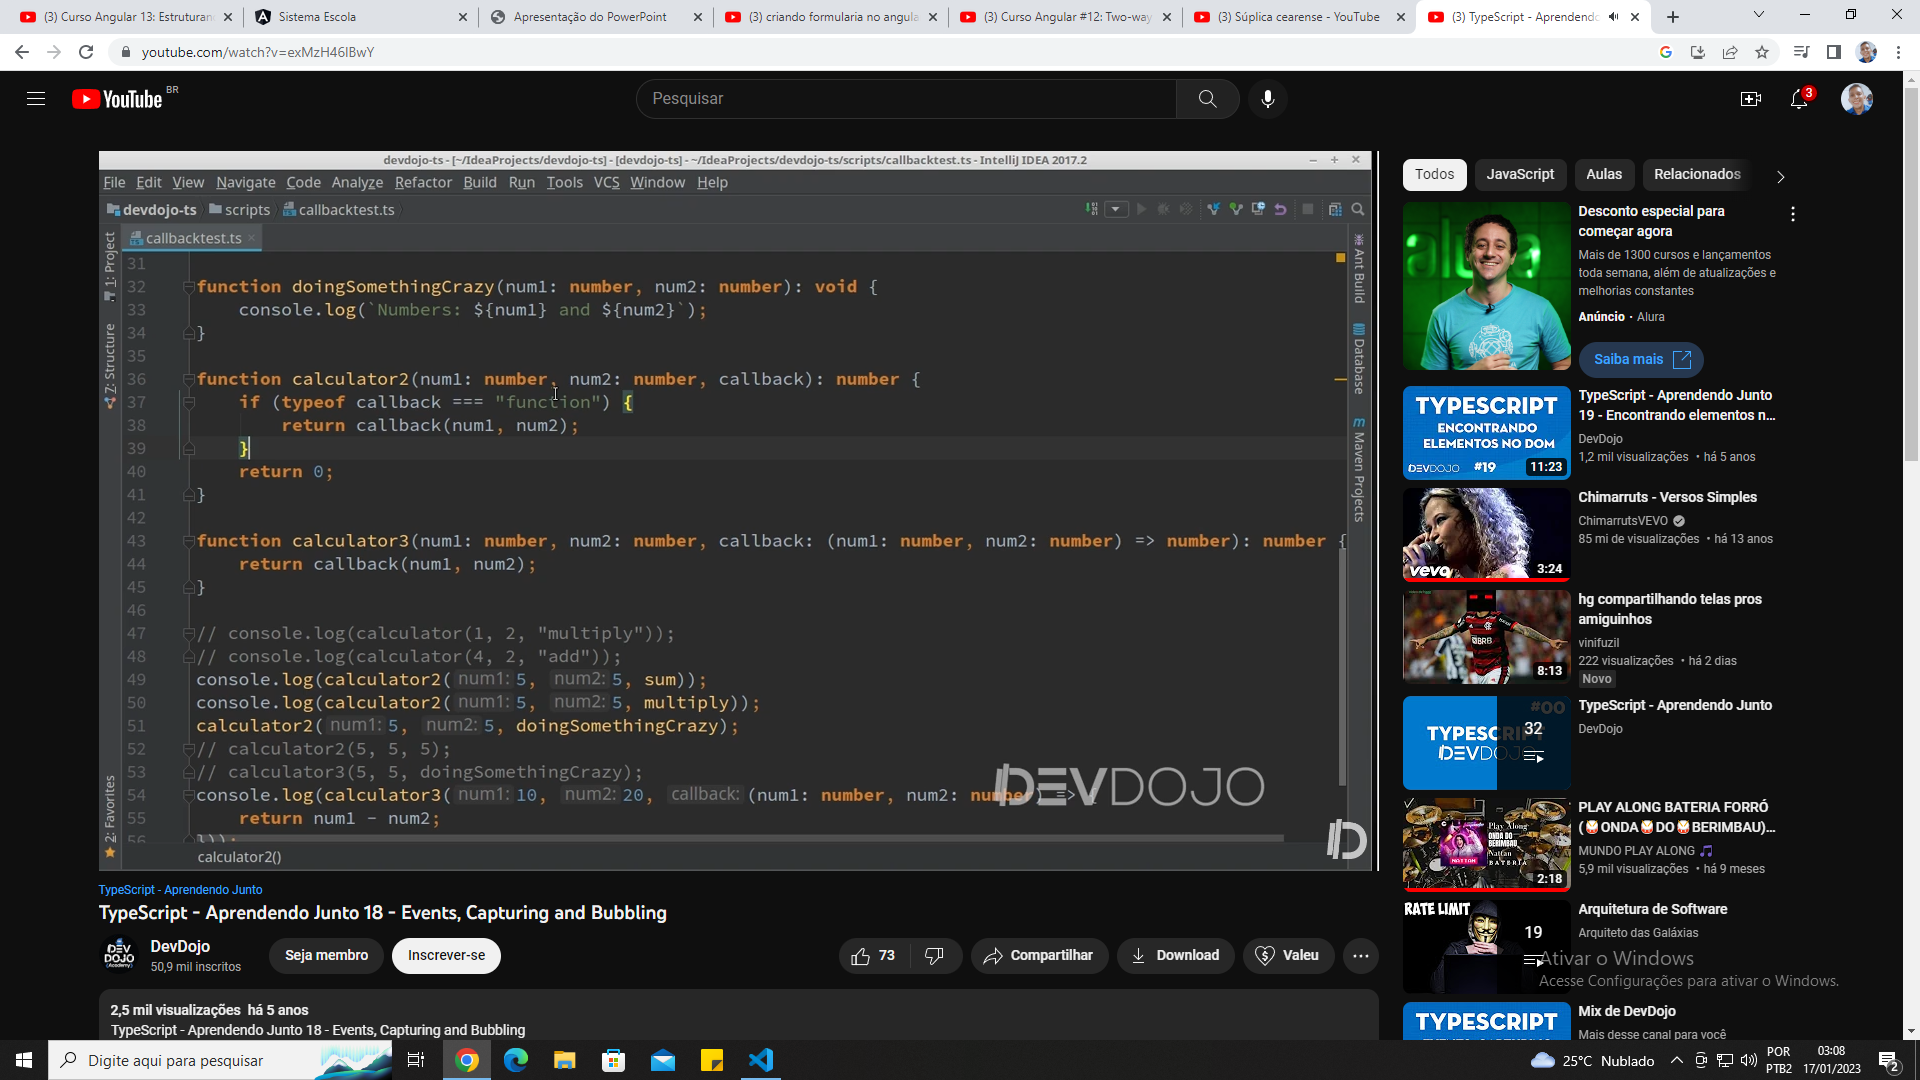 (3) Curso Angular 13: Estruturan
Sistema Escola
Apresentação do PowerPoint
(3) criando formularia no angula
(3) Curso Angular #12: Two-way
(3) Súplica cearense - YouTube
(3) TypeScript - Aprendendo
youtube.com/watch?v=exMzH46lBwY
YouTube BR
Pesquisar
3
devdojo-ts - [~/IdeaProjects/devdojo-ts] - [devdojo-ts] - ~/IdeaProjects/devdojo-ts/scripts/callbacktest.ts - IntelliJ IDEA 2017.2
File Edit View Navigate Code Analyze Refactor Build Run Tools VCS Window Help
devdojo-ts scripts callbacktest.ts
callbacktest.ts
1: Project
Z: Structure
2: Favorites
Ant Build
Database
Maven Projects
31
32 function doingSomethingCrazy(num1: number, num2: number): void {
33 console.log(`Numbers: ${num1} and ${num2}`);
34 }
35
36 function calculator2(num1: number, num2: number, callback): number {
37 if (typeof callback === "function") {
38 return callback(num1, num2);
39 }
40 return 0;
41 }
42
43 function calculator3(num1: number, num2: number, callback: (num1: number, num2: number) => number): number {
44 return callback(num1, num2);
45 }
46
47 // console.log(calculator(1, 2, "multiply"));
48 // console.log(calculator(4, 2, "add"));
49 console.log(calculator2( num1: 5, num2: 5, sum));
50 console.log(calculator2( num1: 5, num2: 5, multiply));
51 calculator2( num1: 5, num2: 5, doingSomethingCrazy);
52 // calculator2(5, 5, 5);
53 // calculator3(5, 5, doingSomethingCrazy);
54 console.log(calculator3( num1: 10, num2: 20, callback: (num1: number, num2: number) => {
55 return num1 - num2;
56 }));
calculator2()
DEVDOJO
TypeScript - Aprendendo Junto
TypeScript - Aprendendo Junto 18 - Events, Capturing and Bubbling
DEV DOJO Academy
DevDojo
50,9 mil inscritos
Seja membro
Inscrever-se
73
Compartilhar
Download
Valeu
2,5 mil visualizações há 5 anos
TypeScript - Aprendendo Junto 18 - Events, Capturing and Bubbling
Todos JavaScript Aulas Relacionados
Desconto especial para
começar agora
Mais de 1300 cursos e lançamentos
toda semana, além de atualizações e
melhorias constantes
Anúncio · Alura
Saiba mais
TYPESCRIPT
ENCONTRANDO
ELEMENTOS NO DOM
DEVDOJO #19 11:23
TypeScript - Aprendendo Junto
19 - Encontrando elementos n...
DevDojo
1,2 mil visualizações • há 5 anos
vevo 3:24
Chimarruts - Versos Simples
ChimarrutsVEVO
85 mi de visualizações • há 13 anos
8:13
hg compartilhando telas pros
amiguinhos
vinifuzil
222 visualizações • há 2 dias
Novo
#00
TYPESCRIPT
DEVDOJO
32
TypeScript - Aprendendo Junto
DevDojo
Play Along
ONDA DO
BERIMBAU
Nattan
BATERIA
NATTAN
2:18
PLAY ALONG BATERIA FORRÓ
(🥁ONDA🥁DO🥁BERIMBAU)...
MUNDO PLAY ALONG 🎵
5,9 mil visualizações • há 9 meses
RATE LIMIT
19
Arquitetura de Software
Arquiteto das Galáxias
Ativar o Windows
Acesse Configurações para ativar o Windows.
TYPESCRIPT
Mix de DevDojo
Mais desse canal para você
Digite aqui para pesquisar
25°C Nublado
POR
PTB2
03:08
17/01/2023
2